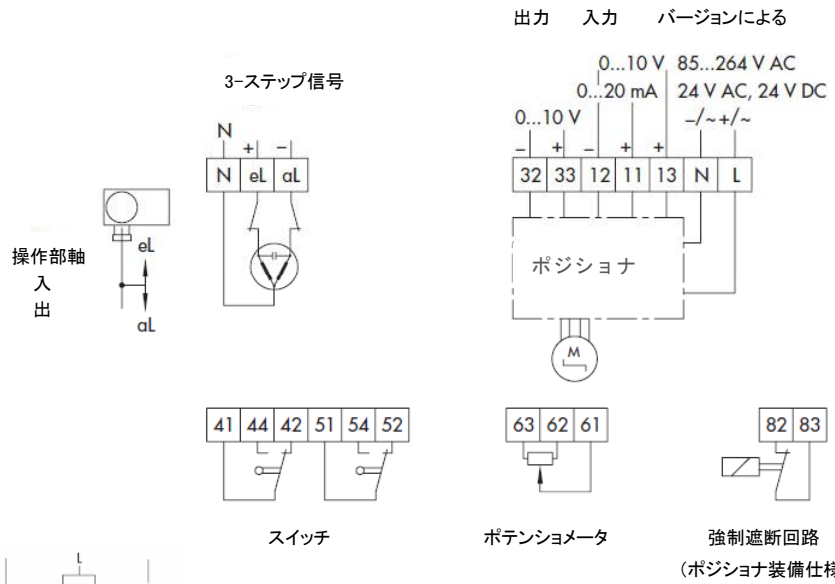 出力 入力 バージョンによる
0...10 V 85...264 V AC
3-ステップ信号
0...20 mA 24 V AC, 24 V DC
0...10 V –/~+/~
N
+ –
– + – + +
N eL aL
32 33 12 11 13 N L
eL
操作部軸
入
出
aL
ポジショナ
M
41 44 42 51 54 52
63 62 61
82 83
スイッチ
ポテンショメータ
強制遮断回路
(ポジショナ装備仕様
L